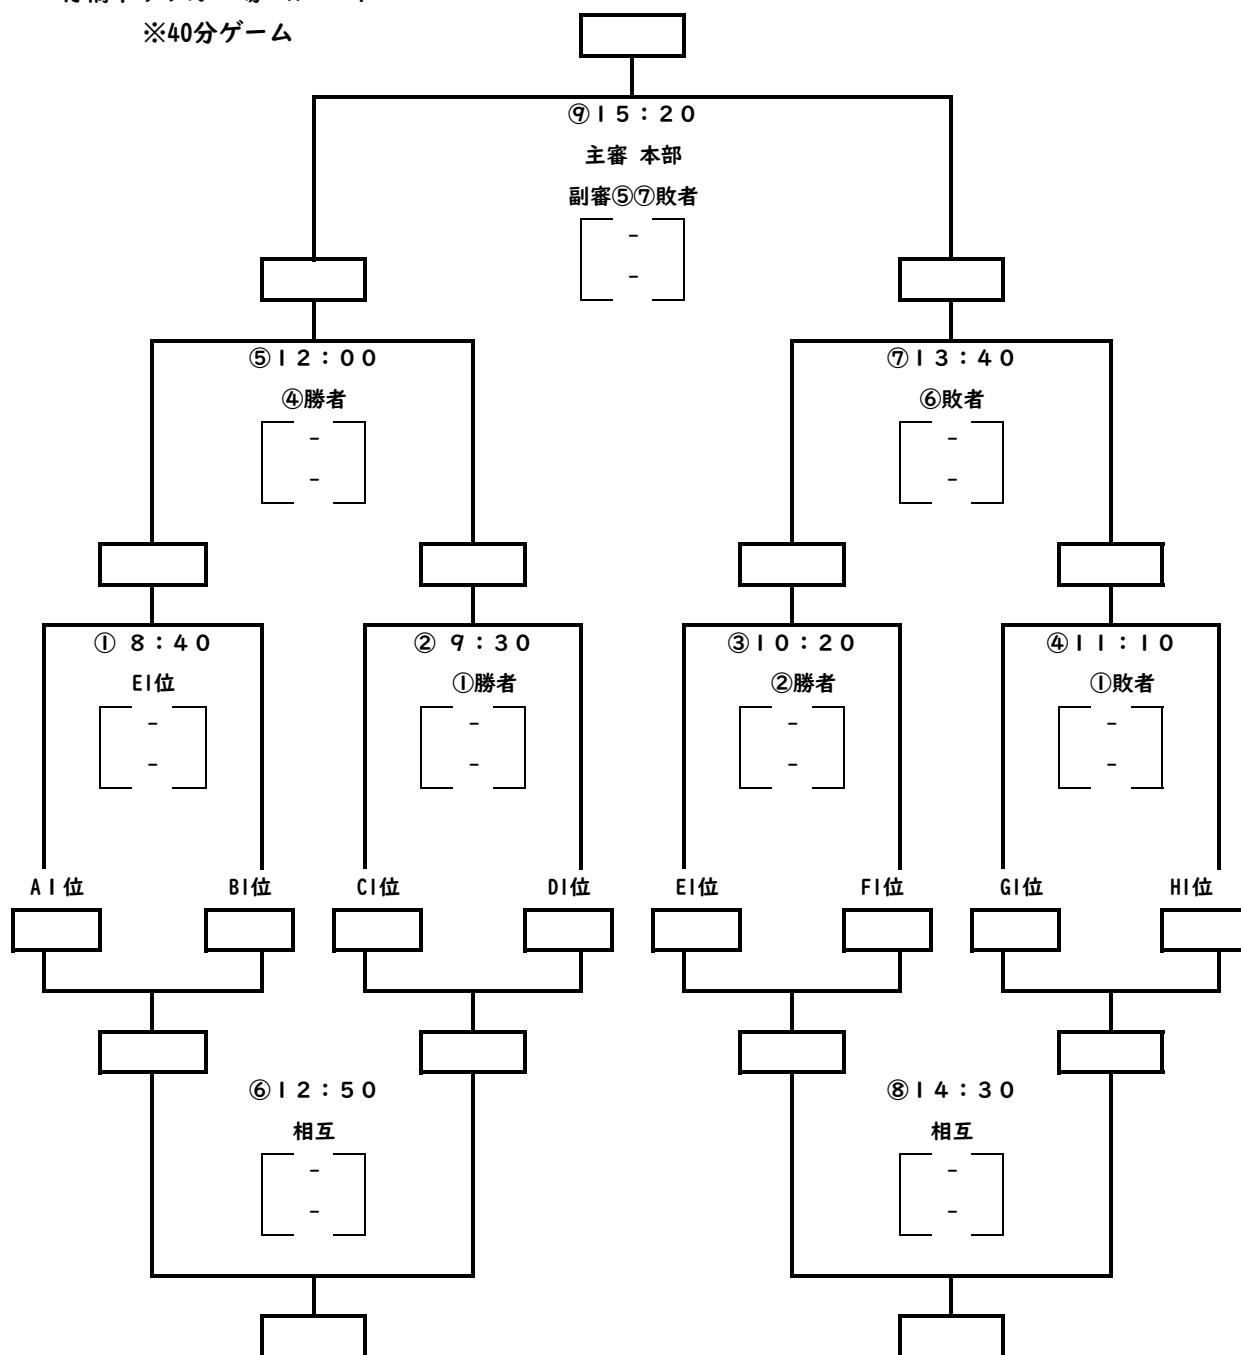 ※40分ゲーム
⑨15：20
主審 本部
副審⑤⑦敗者
-
-
⑤12：00
④勝者
-
-
⑦13：40
⑥敗者
-
-
① 8：40
E1位
-
-
② 9：30
①勝者
-
-
③10：20
②勝者
-
-
④11：10
①敗者
-
-
A1位 B1位 C1位 D1位 E1位 F1位 G1位 H1位
⑥12：50
相互
-
-
⑧14：30
相互
-
-